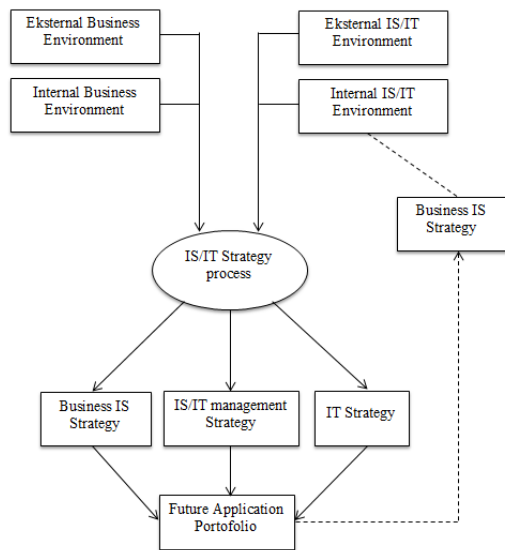 Eksternal Business
Environment
Eksternal IS/IT
Environment
Internal Business
Environment
Internal IS/IT
Environment
Business IS
Strategy
IS/IT Strategy
process
Business IS
Strategy
IS/IT management
Strategy
IT Strategy
Future Application
Portofolio